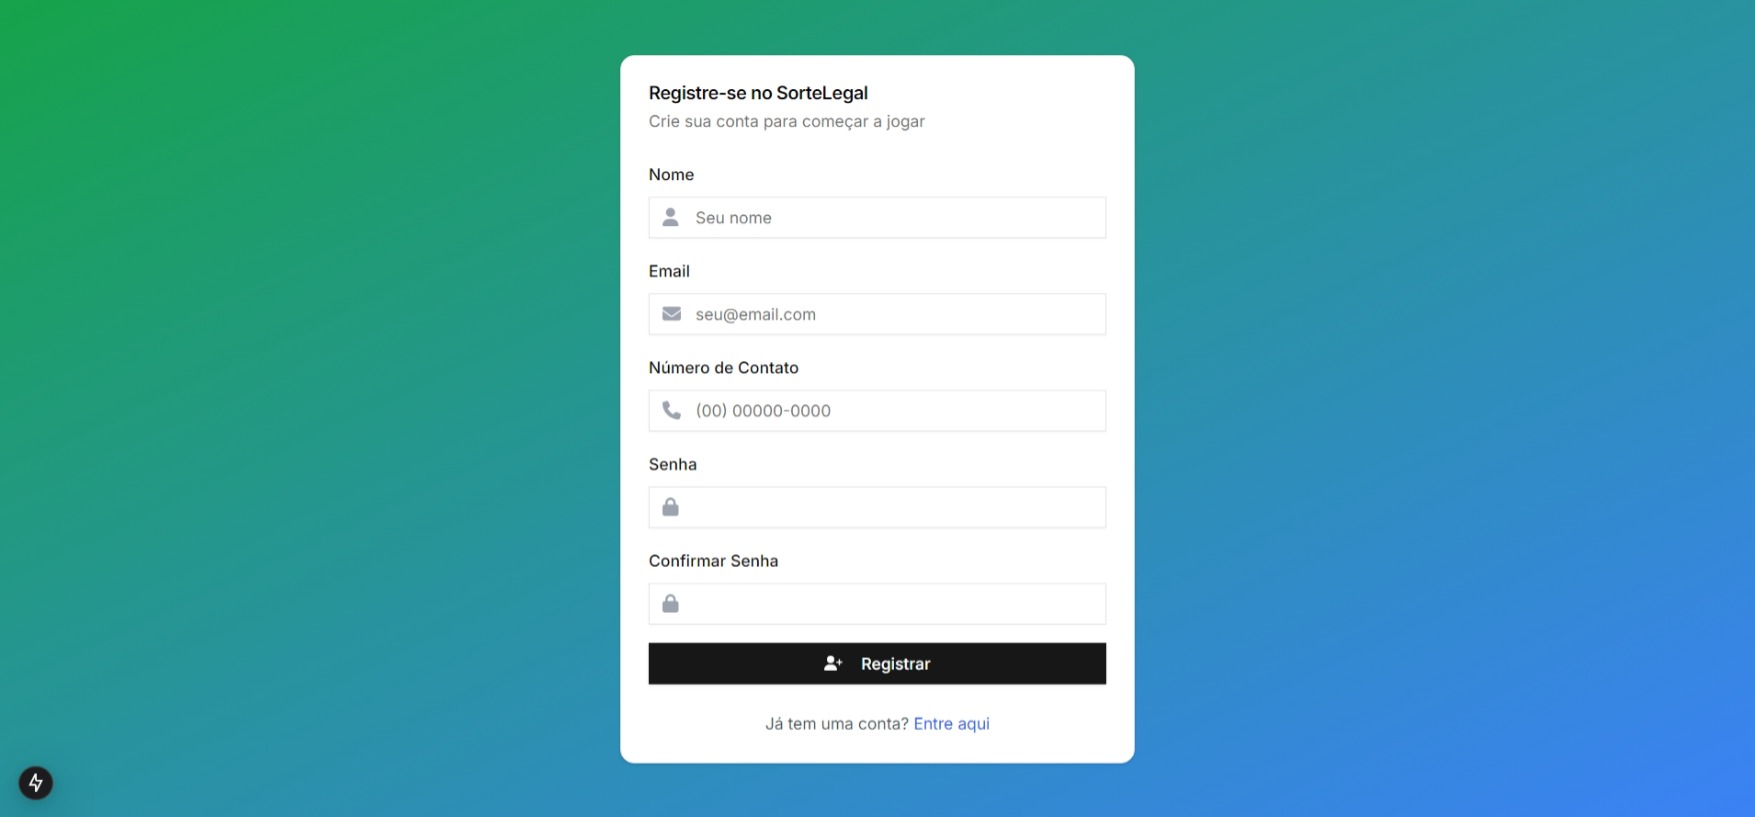 Registre-se no SorteLegal
Crie sua conta para começar a jogar
Nome
Seu nome
Email
seu@email.com
Número de Contato
(00) 00000-0000
Senha
Confirmar Senha
Registrar
Já tem uma conta? Entre aqui